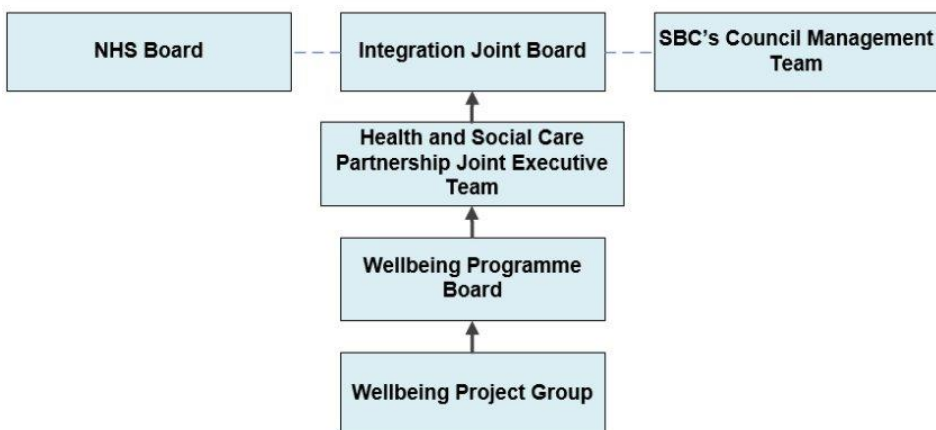 NHS Board
Integration Joint Board
SBC's Council Management
Team
Health and Social Care
Partnership Joint Executive
Team
Wellbeing Programme
Board
Wellbeing Project Group